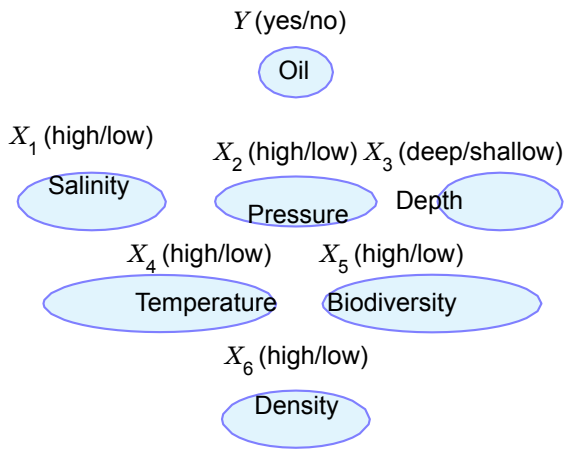 Y (yes/no)
Oil
X₁ (high/low)
Salinity
X₂ (high/low)
Pressure
X₃ (deep/shallow)
Depth
X₄ (high/low)
Temperature
X₅ (high/low)
Biodiversity
X₆ (high/low)
Density